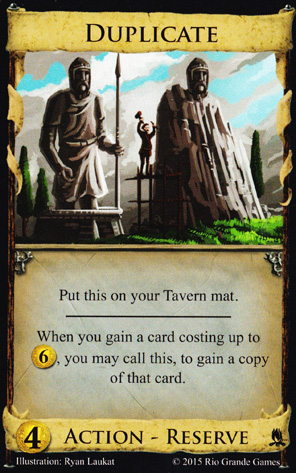 DUPLICATE
Put this on your Tavern mat.
When you gain a card costing up to
6, you may call this, to gain a copy
of that card.
4 ACTION - RESERVE
Illustration: Ryan Laukat © 2015 Rio Grande Games